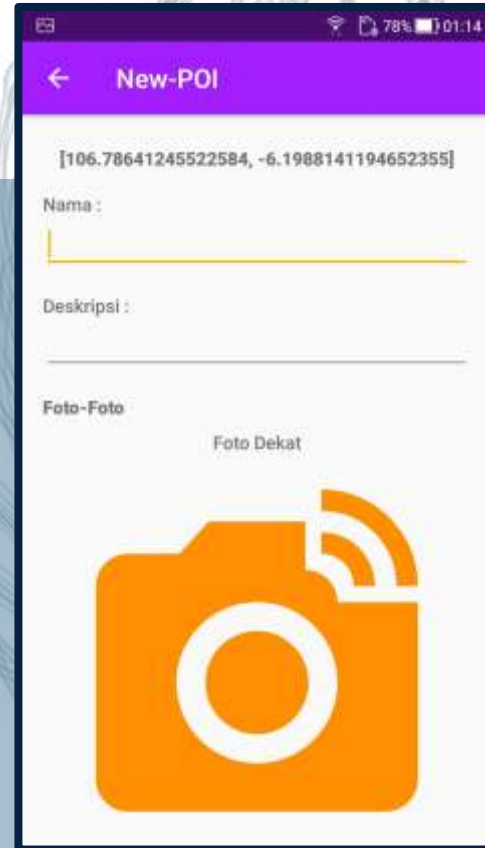 78% 01:14
New-POI
[106.78641245522584, -6.1988141194652355]
Nama :
Deskripsi :
Foto-Foto
Foto Dekat